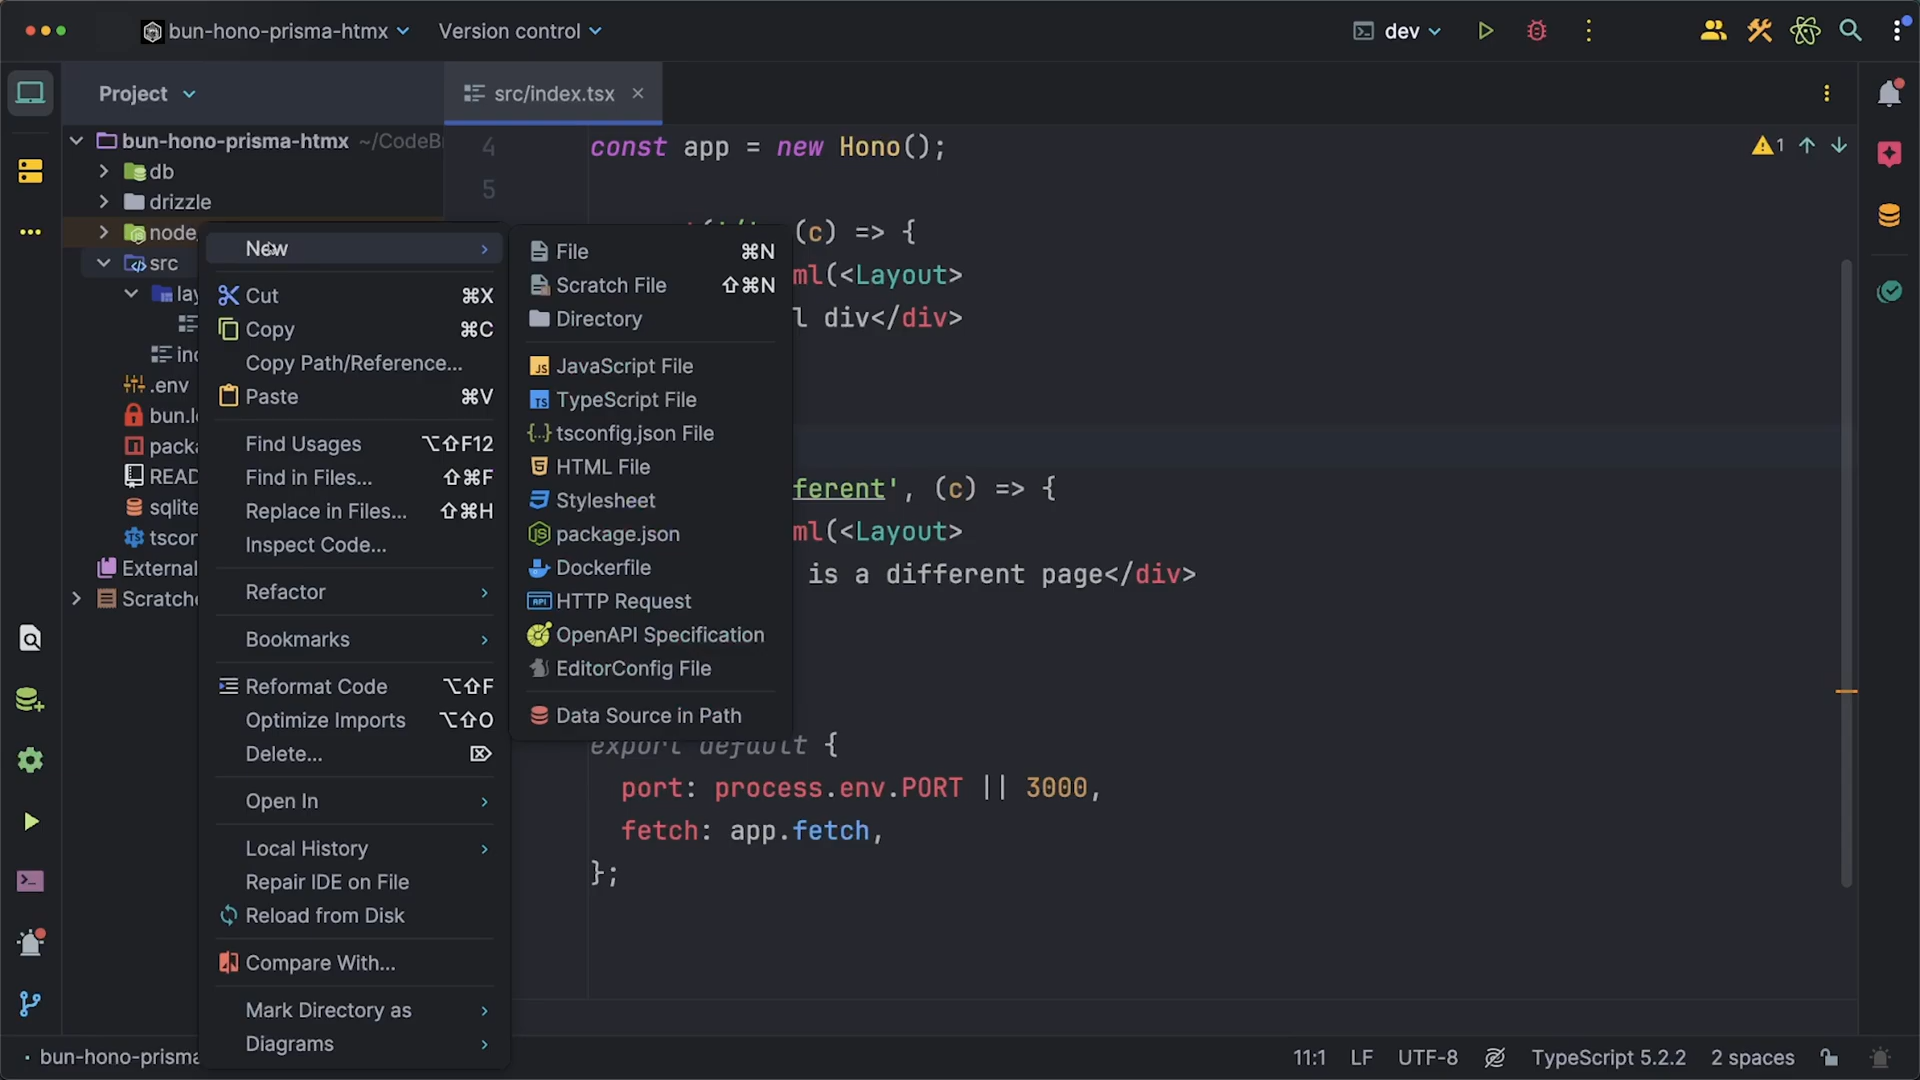 bun-hono-prisma-htmx
Version control
dev
Project
src/index.tsx
bun-hono-prisma-htmx ~/CodeB
db
drizzle
node_
src
lay
.env
bun.l
packa
READ
sqlite
tscon
External
Scratche
New
Cut ⌘X
Copy ⌘C
Copy Path/Reference...
Paste ⌘V
Find Usages ⌥⇧F12
Find in Files... ⇧⌘F
Replace in Files... ⇧⌘H
Inspect Code...
Refactor
Bookmarks
Reformat Code ⌥⇧F
Optimize Imports ⌥⇧O
Delete... ⌦
Open In
Local History
Repair IDE on File
Reload from Disk
Compare With...
Mark Directory as
Diagrams
File ⌘N
Scratch File ⇧⌘N
Directory
JavaScript File
TypeScript File
tsconfig.json File
HTML File
Stylesheet
package.json
Dockerfile
HTTP Request
OpenAPI Specification
EditorConfig File
Data Source in Path
4 const app = new Hono();
5
(c) => {
ml(<Layout>
l div</div>
ferent', (c) => {
ml(<Layout>
is a different page</div>
export default {
port: process.env.PORT || 3000,
fetch: app.fetch,
};
1
bun-hono-prisma
11:1 LF UTF-8 TypeScript 5.2.2 2 spaces